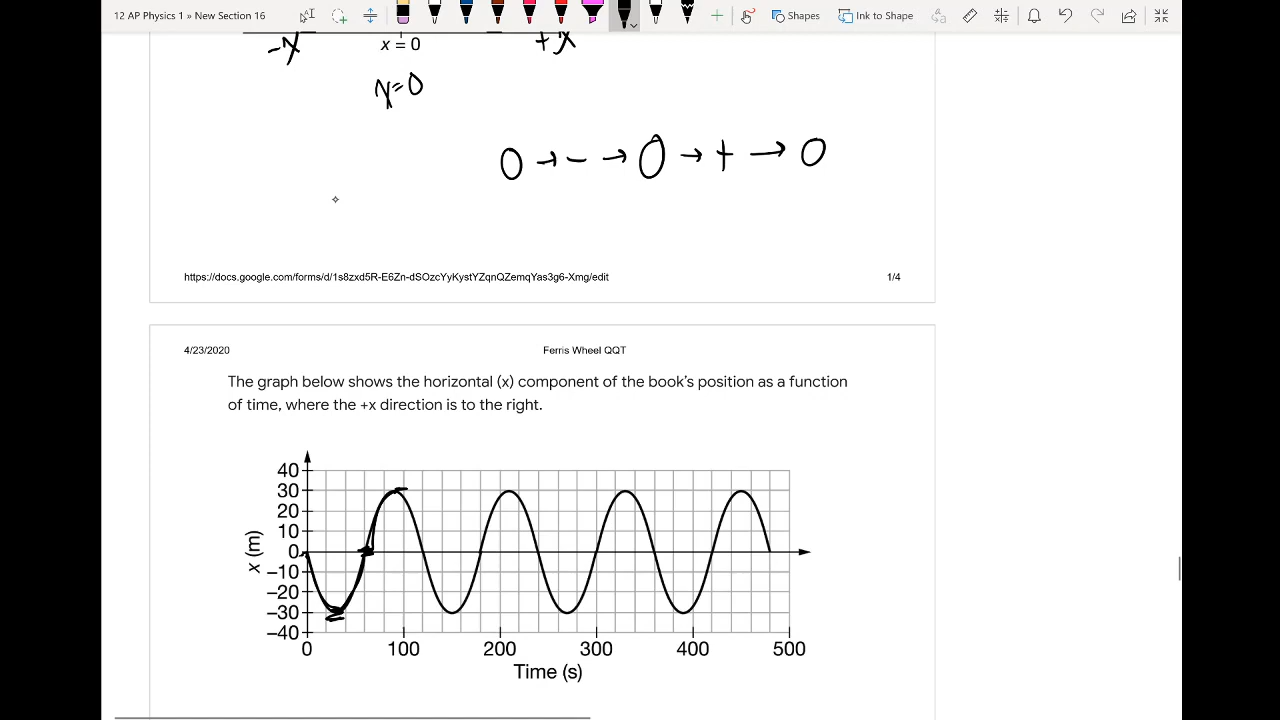 12 AP Physics 1 » New Section 16
Shapes
Ink to Shape
-x
x = 0
+x
x=0
0 → - → 0 → + → 0
https://docs.google.com/forms/d/1s8zxd5R-E6Zn-dSOzcYyKystYZqnQZemqYas3g6-Xmg/edit
1/4
4/23/2020
Ferris Wheel QQT
The graph below shows the horizontal (x) component of the book's position as a function
of time, where the +x direction is to the right.
40
30
20
10
0
−10
−20
−30
−40
x (m)
0 100 200 300 400 500
Time (s)